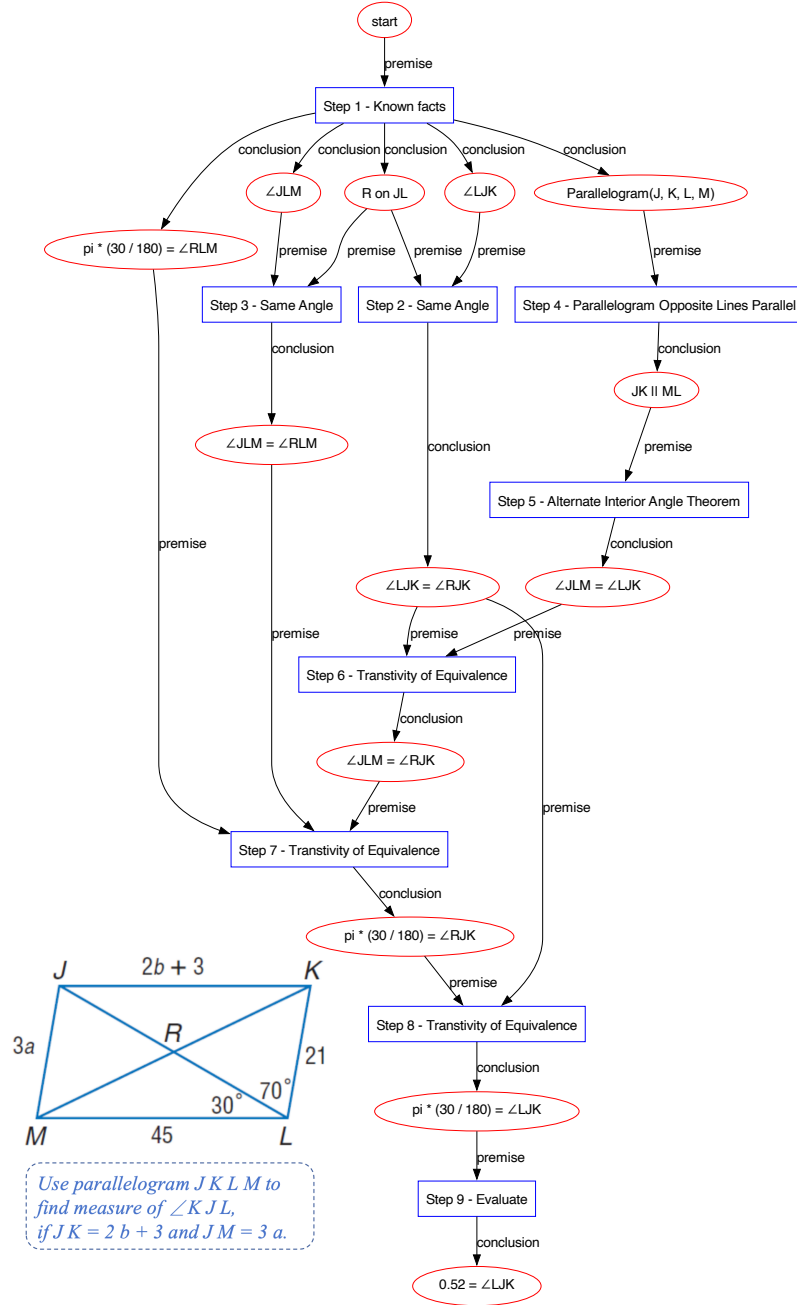 start
premise
Step 1 - Known facts
conclusion
conclusion
conclusion
conclusion
conclusion
∠JLM
R on JL
∠LJK
Parallelogram(J, K, L, M)
pi * (30 / 180) = ∠RLM
premise
premise
premise
premise
premise
Step 3 - Same Angle
Step 2 - Same Angle
Step 4 - Parallelogram Opposite Lines Parallel
conclusion
conclusion
JK || ML
∠JLM = ∠RLM
conclusion
premise
Step 5 - Alternate Interior Angle Theorem
premise
conclusion
∠LJK = ∠RJK
∠JLM = ∠LJK
premise
premise
premise
Step 6 - Transtivity of Equivalence
conclusion
∠JLM = ∠RJK
premise
premise
Step 7 - Transtivity of Equivalence
conclusion
pi * (30 / 180) = ∠RJK
premise
Step 8 - Transtivity of Equivalence
conclusion
pi * (30 / 180) = ∠LJK
premise
Step 9 - Evaluate
conclusion
0.52 = ∠LJK
J
2b + 3
K
3a
R
21
30°
70°
M
45
L
Use parallelogram J K L M to
find measure of ∠K J L,
if J K = 2 b + 3 and J M = 3 a.